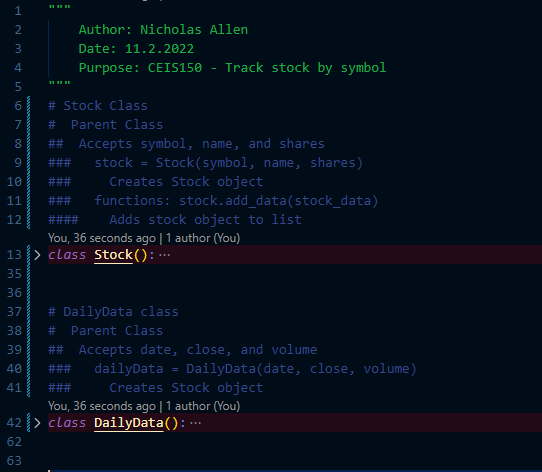 1 """
2 Author: Nicholas Allen
3 Date: 11.2.2022
4 Purpose: CEIS150 - Track stock by symbol
5 """
6 # Stock Class
7 #  Parent Class
8 ##  Accepts symbol, name, and shares
9 ###   stock = Stock(symbol, name, shares)
10 ###     Creates Stock object
11 ###   functions: stock.add_data(stock_data)
12 ####    Adds stock object to list
You, 36 seconds ago | 1 author (You)
13 > class Stock():···
35
36
37 # DailyData class
38 #  Parent Class
39 ##  Accepts date, close, and volume
40 ###   dailyData = DailyData(date, close, volume)
41 ###     Creates Stock object
You, 36 seconds ago | 1 author (You)
42 > class DailyData():···
62
63